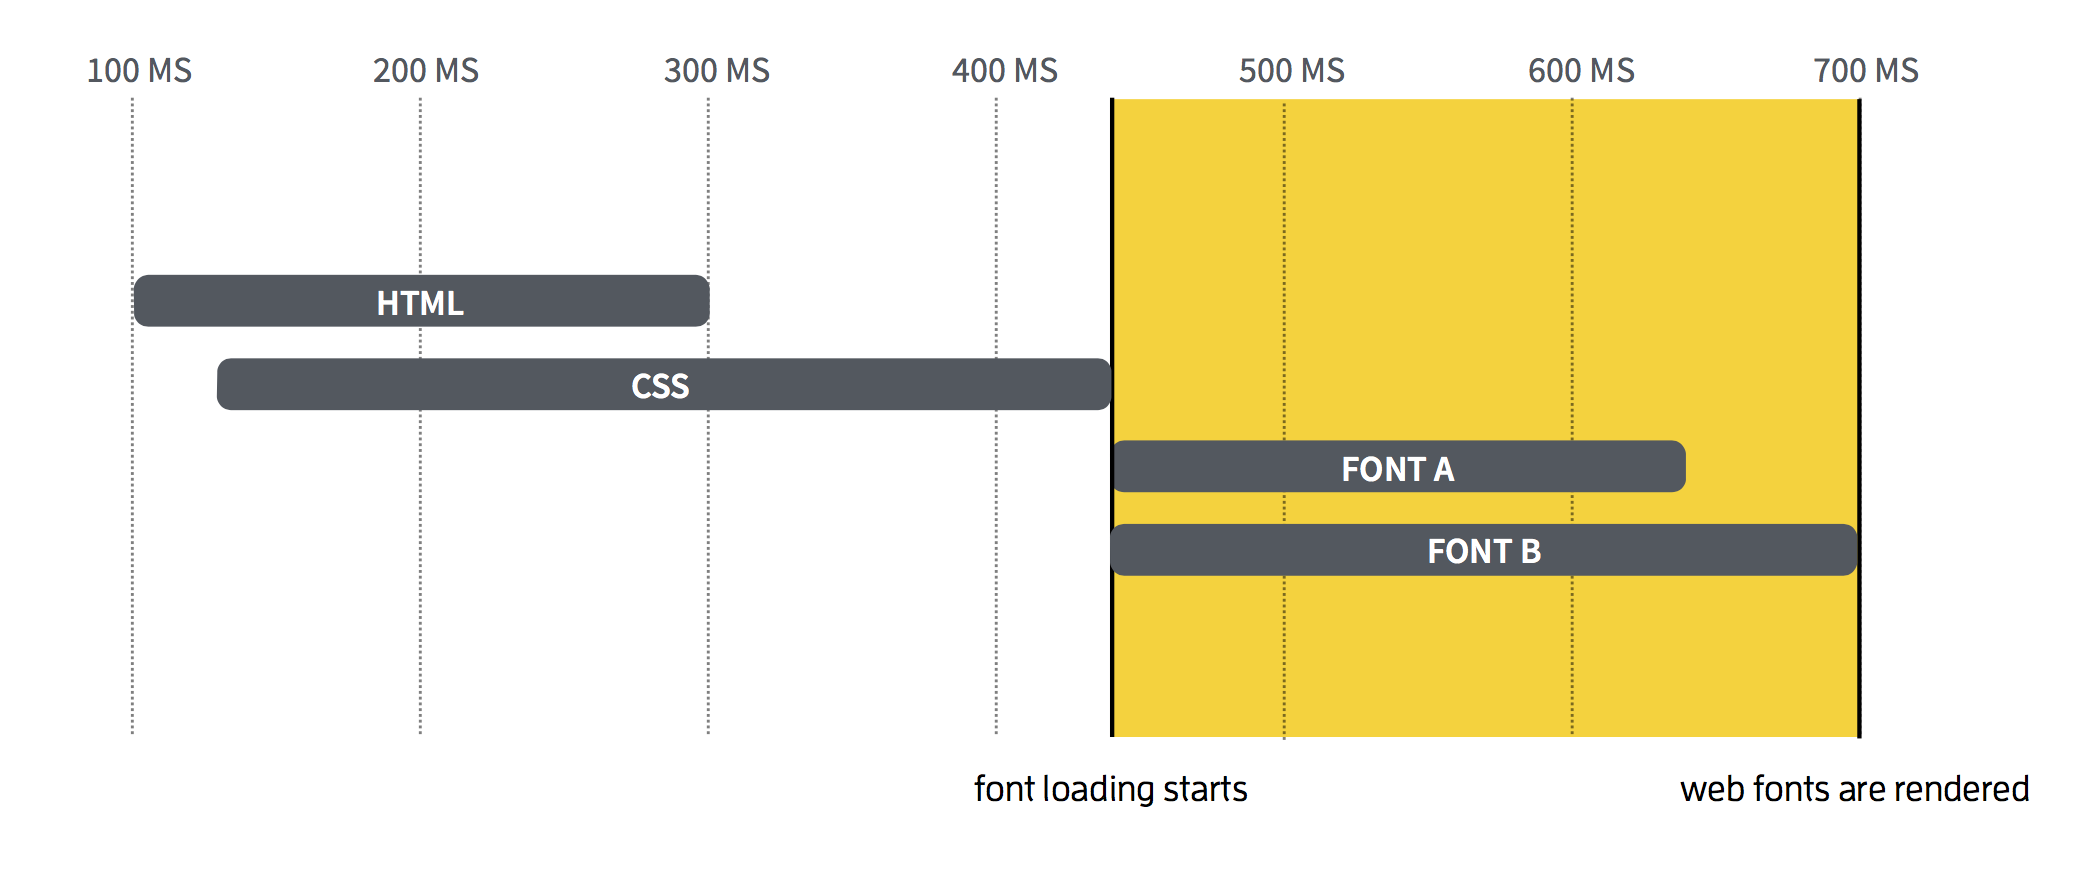 100 MS 200 MS 300 MS 400 MS 500 MS 600 MS 700 MS
HTML
CSS
FONT A
FONT B
font loading starts
web fonts are rendered